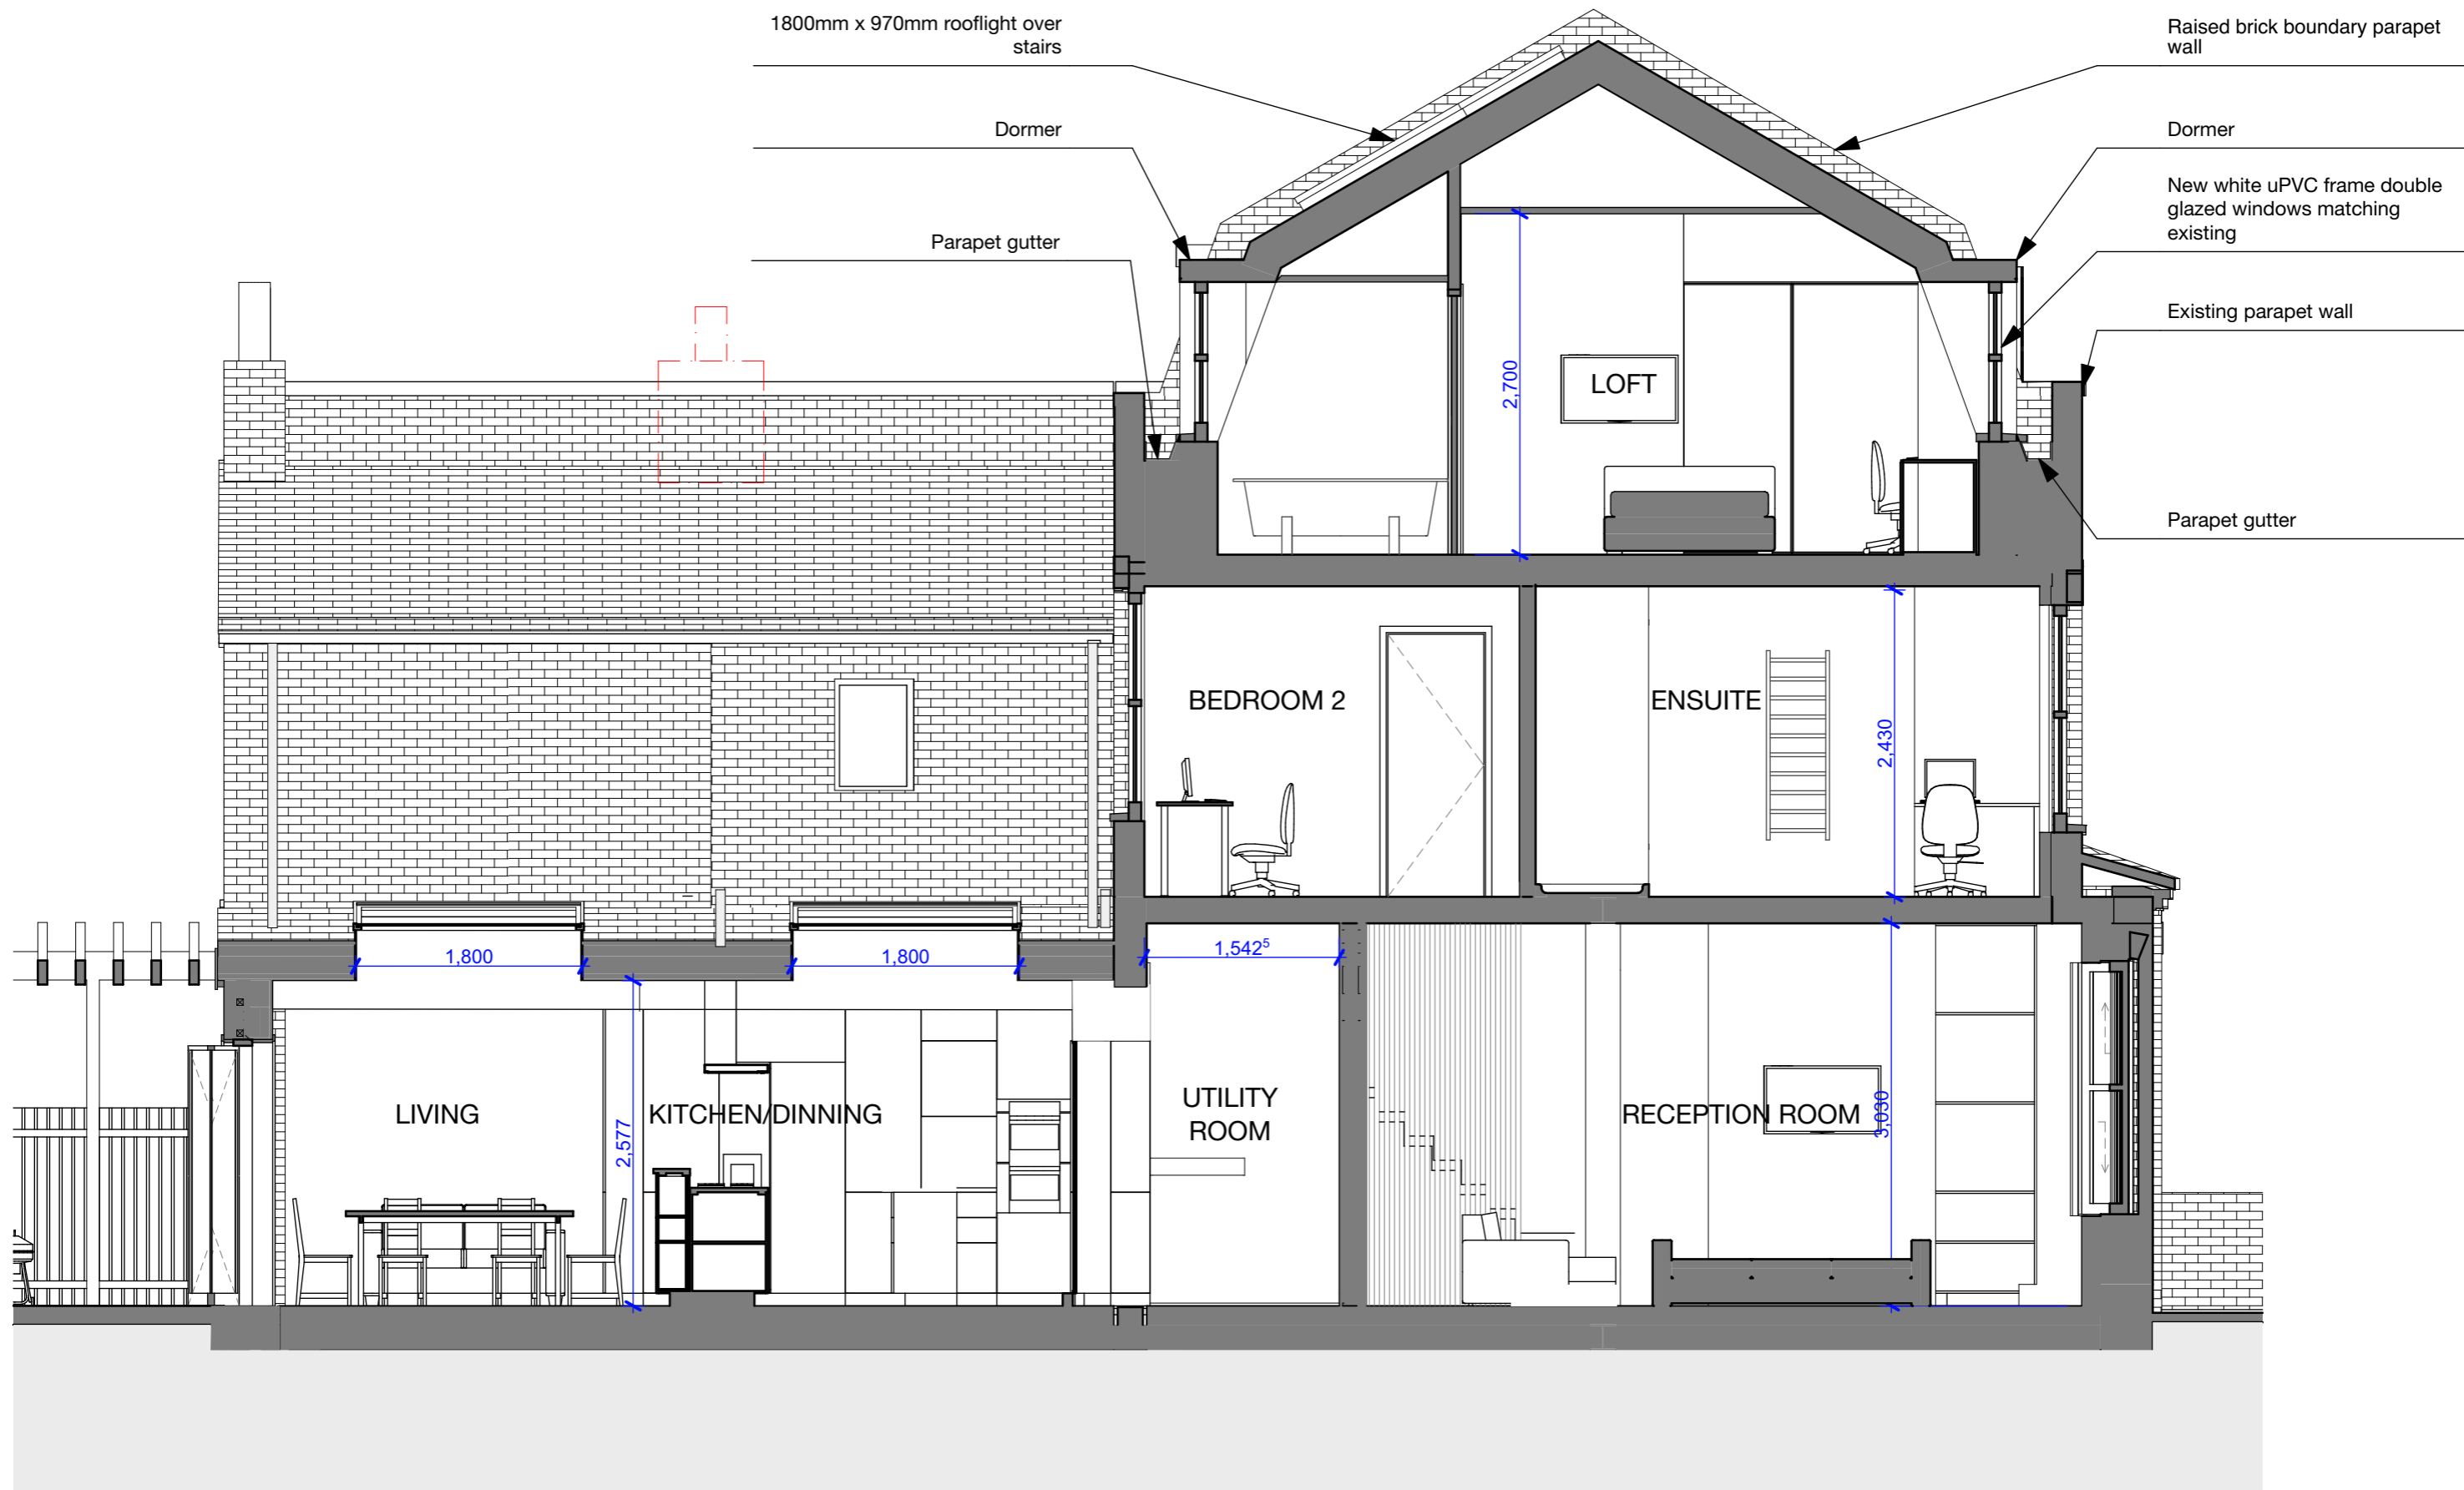 1800mm x 970mm rooflight over
stairs
Dormer
Parapet gutter
Raised brick boundary parapet
wall
Dormer
New white uPVC frame double
glazed windows matching
existing
Existing parapet wall
Parapet gutter
2,700
LOFT
BEDROOM 2
ENSUITE
2,430
1,800
1,800
1,542⁵
LIVING
2,577
KITCHEN/DINNING
UTILITY
ROOM
RECEPTION ROOM
3,030